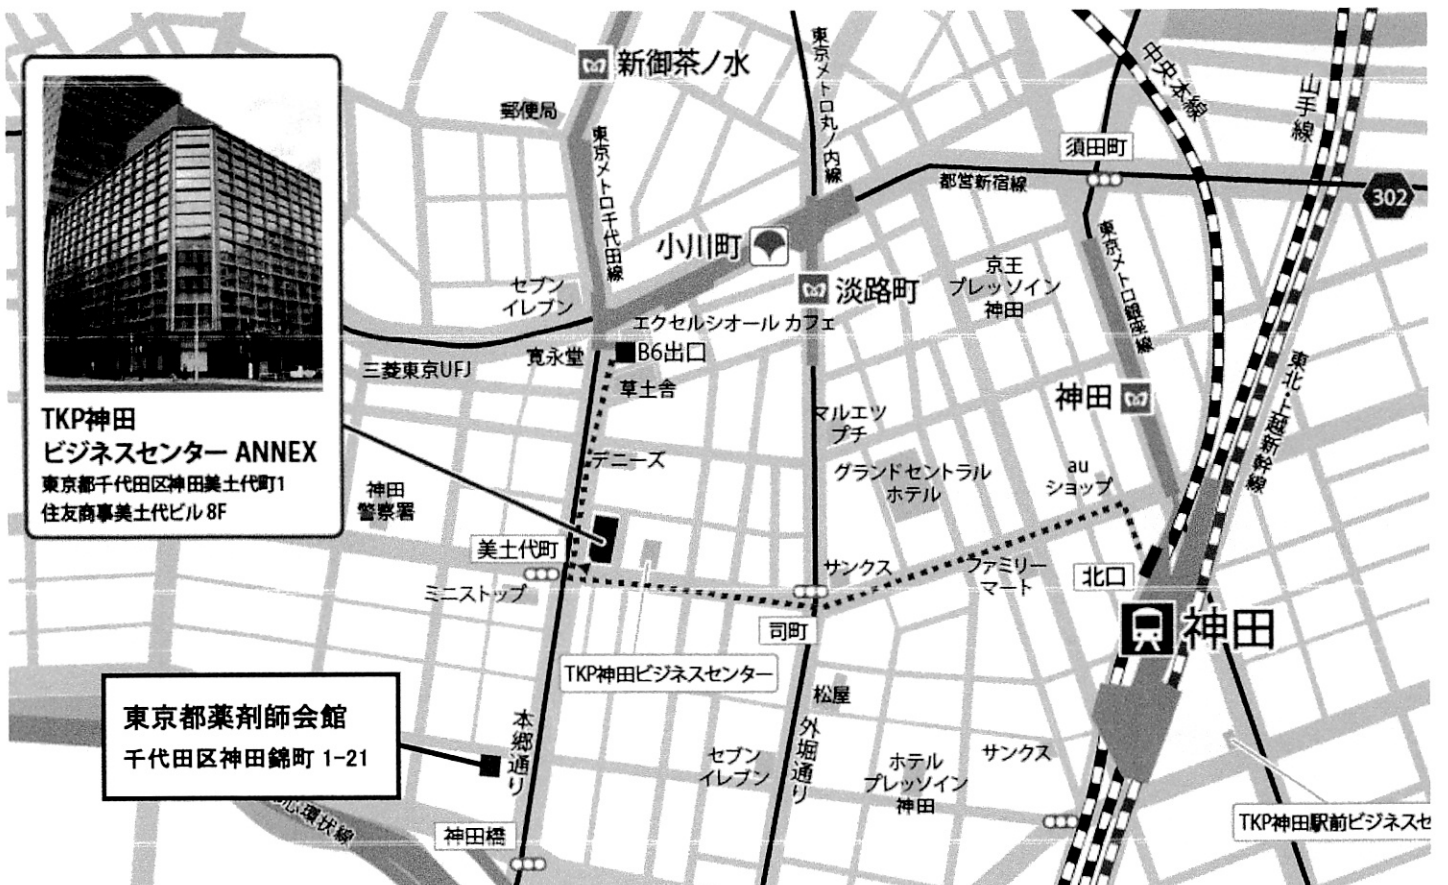 新御茶ノ水
郵便局
東京メトロ千代田線
東京メトロ丸ノ内線
中央本線
山手線
須田町
都営新宿線
302
小川町
淡路町
京王
プレッソイン
神田
東京メトロ銀座線
東北・上越新幹線
セブン
イレブン
エクセルシオール カフェ
三菱東京UFJ
寛永堂
B6出口
草土舎
神田
マルエツ
プチ
デニーズ
グランドセントラル
ホテル
au
ショップ
TKP神田
ビジネスセンター ANNEX
東京都千代田区神田美土代町1
住友商事美土代ビル 8F
神田
警察署
美土代町
ミニストップ
サンクス
ファミリー
マート
北口
神田
司町
TKP神田ビジネスセンター
松屋
東京都薬剤師会館
千代田区神田錦町 1-21
本郷通り
外堀通り
セブン
イレブン
ホテル
プレッソイン
神田
サンクス
心環状線
神田橋
TKP神田駅前ビジネスセ